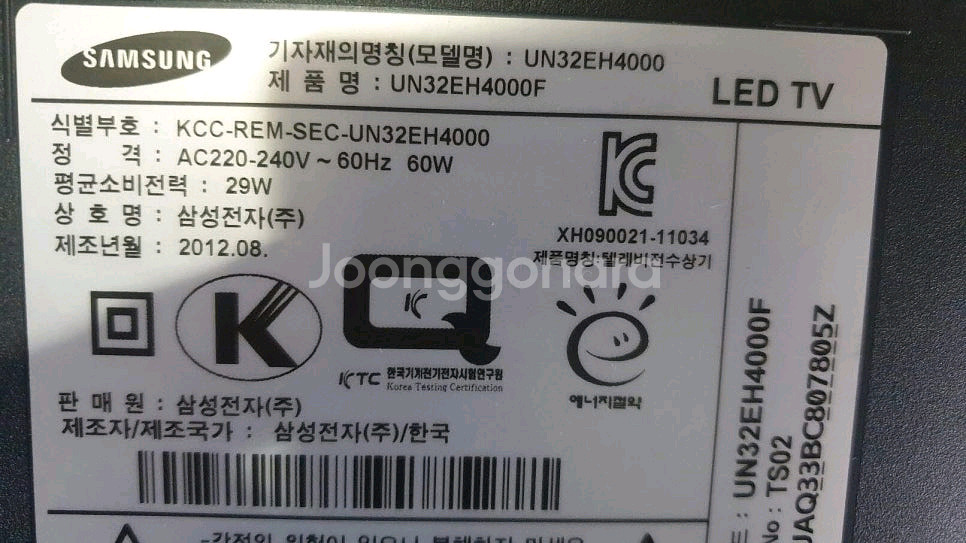 SAMSUNG
기자재의명칭(모델명) : UN32EH4000
제 품 명 : UN32EH4000F
LED TV
식별부호 : KCC-REM-SEC-UN32EH4000
정 격 : AC220-240V ~ 60Hz 60W
평균소비전력 : 29W
상 호 명 : 삼성전자(주)
제조년월 : 2012.08.
XH090021-11034
제품명칭:텔레비전수상기
Joonggonara
K
KC
KTC 한국기계전기전자시험연구원
Korea Testing Certification
에너지절약
판 매 원 : 삼성전자(주)
제조자/제조국가 : 삼성전자(주)/한국
드 : UN32EH4000F
No : TS02
JAQ33BC807805Z